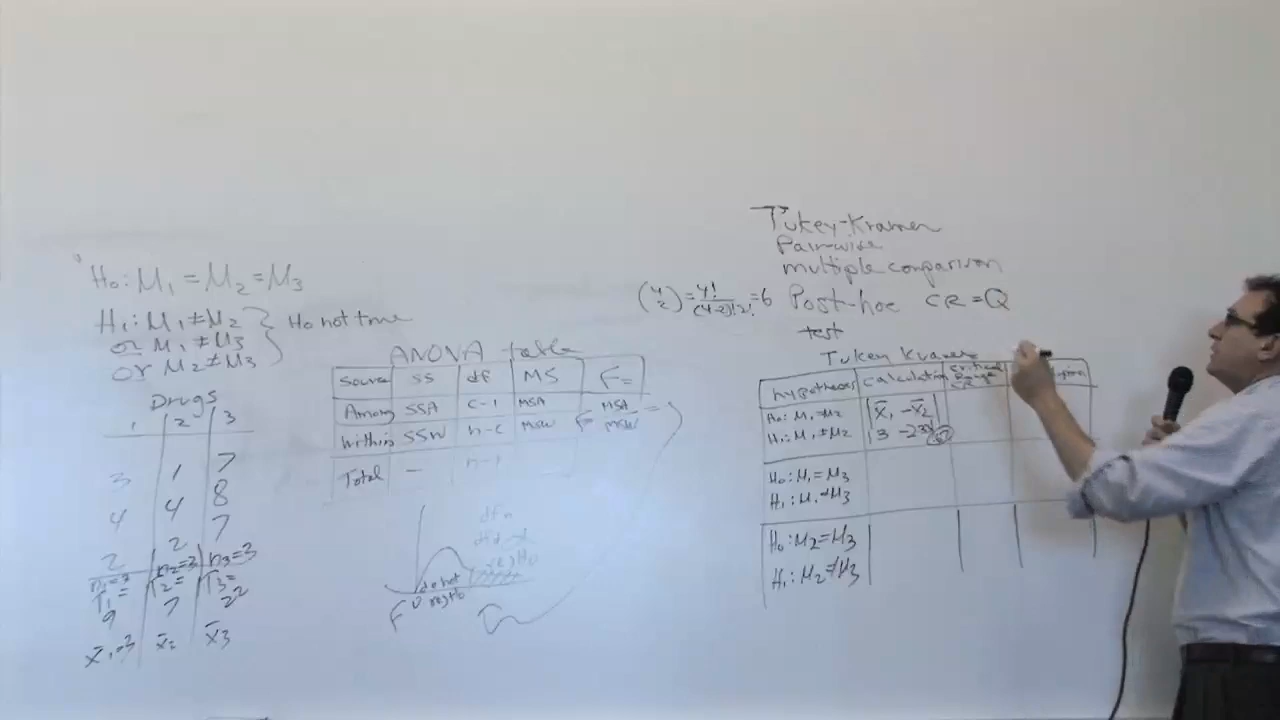 H0: M1 = M2 = M3
H1: M1 ≠ M2
or M1 ≠ M3
or M2 ≠ M3
H0 not true
Drugs
1 2 3
3 1 7
4 4 8
2 2 7
n1=3 n2=3 n3=3
T1= T2= T3=
9 7 22
x̄1=3 x̄2 x̄3
ANOVA table
Source SS df MS F=
Among SSA c-1 MSA MSA
Within SSW n-c MSW F MSW =
Total — n-1
do not
F
0
Tukey-Kramer
Pairwise
multiple comparison
(4 2) = 4!/(4-2)!2! = 6 Post-hoc CR = Q
test
Tukey Kramer
hypotheses calculation critical Range CR
H0: M1 = M2 |x̄1 - x̄2|
H1: M1 ≠ M2
H0: M1 = M3
H1: M1 ≠ M3
H0: M2 = M3
H1: M2 ≠ M3